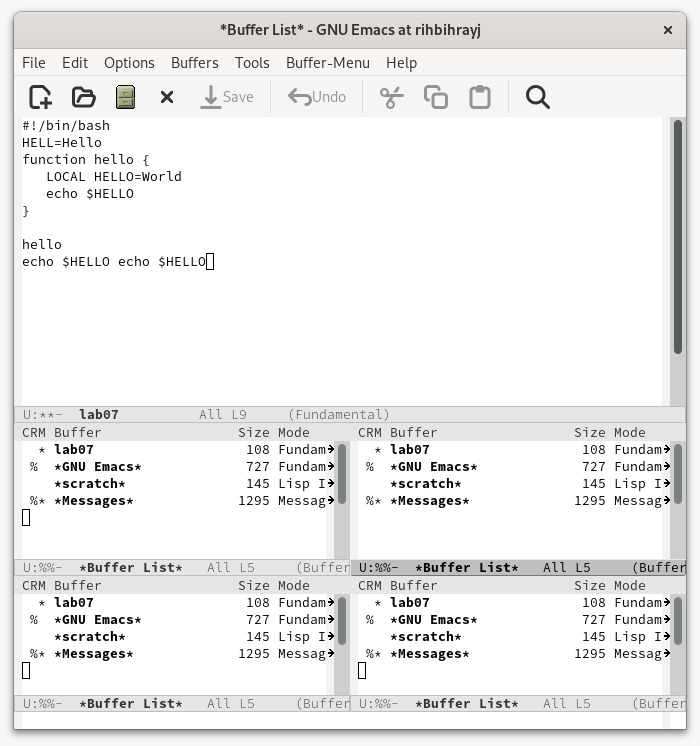 *Buffer List* - GNU Emacs at rihbihrayj ×
File Edit Options Buffers Tools Buffer-Menu Help
Save Undo
#!/bin/bash
HELL=Hello
function hello {
   LOCAL HELLO=World
   echo $HELLO
}
hello
echo $HELLO echo $HELLO
U:**-  lab07          All L9     (Fundamental)
CRM Buffer                 Size Mode
  * lab07                   108 Fundam
 %  *GNU Emacs*             727 Fundam
    *scratch*               145 Lisp I
 %* *Messages*             1295 Messag
U:%%-  *Buffer List*   All L5     (Buffer
CRM Buffer                 Size Mode
  * lab07                   108 Fundam
 %  *GNU Emacs*             727 Fundam
    *scratch*               145 Lisp I
 %* *Messages*             1295 Messag
U:%%-  *Buffer List*   All L5     (Buffer
CRM Buffer                 Size Mode
  * lab07                   108 Fundam
 %  *GNU Emacs*             727 Fundam
    *scratch*               145 Lisp I
 %* *Messages*             1295 Messag
U:%%-  *Buffer List*   All L5     (Buffer
CRM Buffer                 Size Mode
  * lab07                   108 Fundam
 %  *GNU Emacs*             727 Fundam
    *scratch*               145 Lisp I
 %* *Messages*             1295 Messag
U:%%-  *Buffer List*   All L5     (Buffer